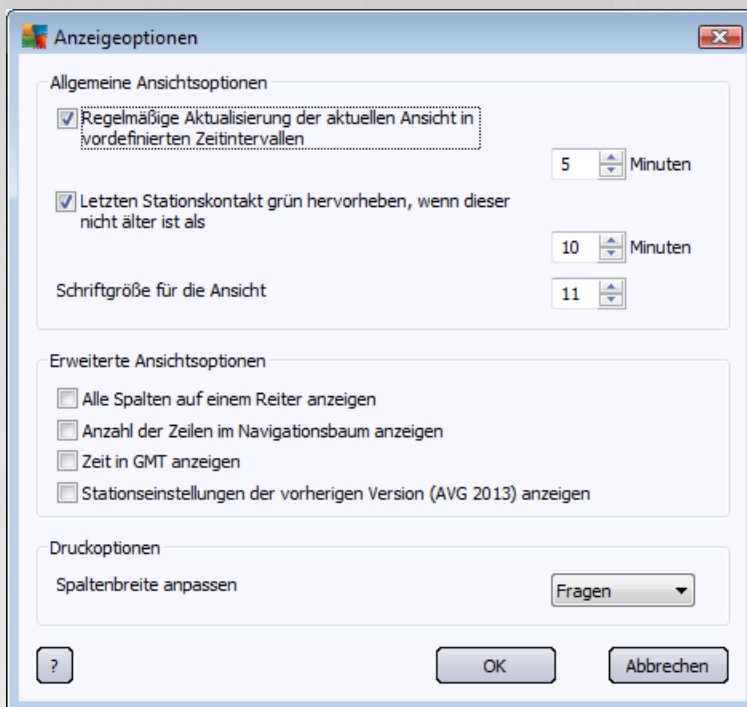 Anzeigeoptionen
Allgemeine Ansichtsoptionen
Regelmäßige Aktualisierung der aktuellen Ansicht in
vordefinierten Zeitintervallen
5 Minuten
Letzten Stationskontakt grün hervorheben, wenn dieser
nicht älter ist als
10 Minuten
Schriftgröße für die Ansicht 11
Erweiterte Ansichtsoptionen
Alle Spalten auf einem Reiter anzeigen
Anzahl der Zeilen im Navigationsbaum anzeigen
Zeit in GMT anzeigen
Stationseinstellungen der vorherigen Version (AVG 2013) anzeigen
Druckoptionen
Spaltenbreite anpassen Fragen
? OK Abbrechen